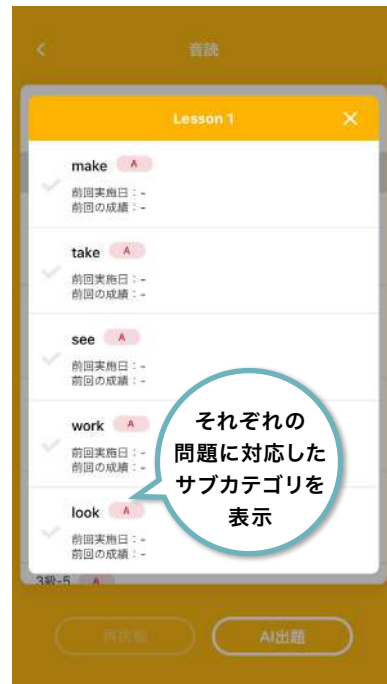 音読
Lesson 1
make A
前回実施日：-
前回の成績：-
take A
前回実施日：-
前回の成績：-
see A
前回実施日：-
前回の成績：-
work A
前回実施日：-
前回の成績：-
look A
前回実施日：-
前回の成績：-
それぞれの
問題に対応した
サブカテゴリを
表示
3級-5 A
AI出題